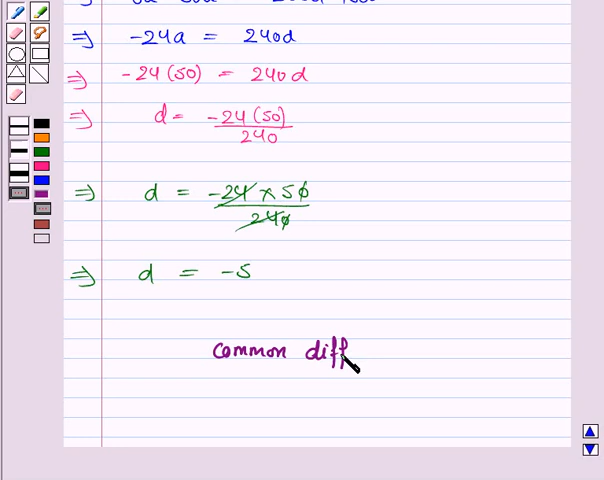 ⇒ -24a = 240d
⇒ -24 (50) = 240d
⇒ d = -24 (50) / 240
⇒ d = -24 × 50 / 240
⇒ d = -5
common diff